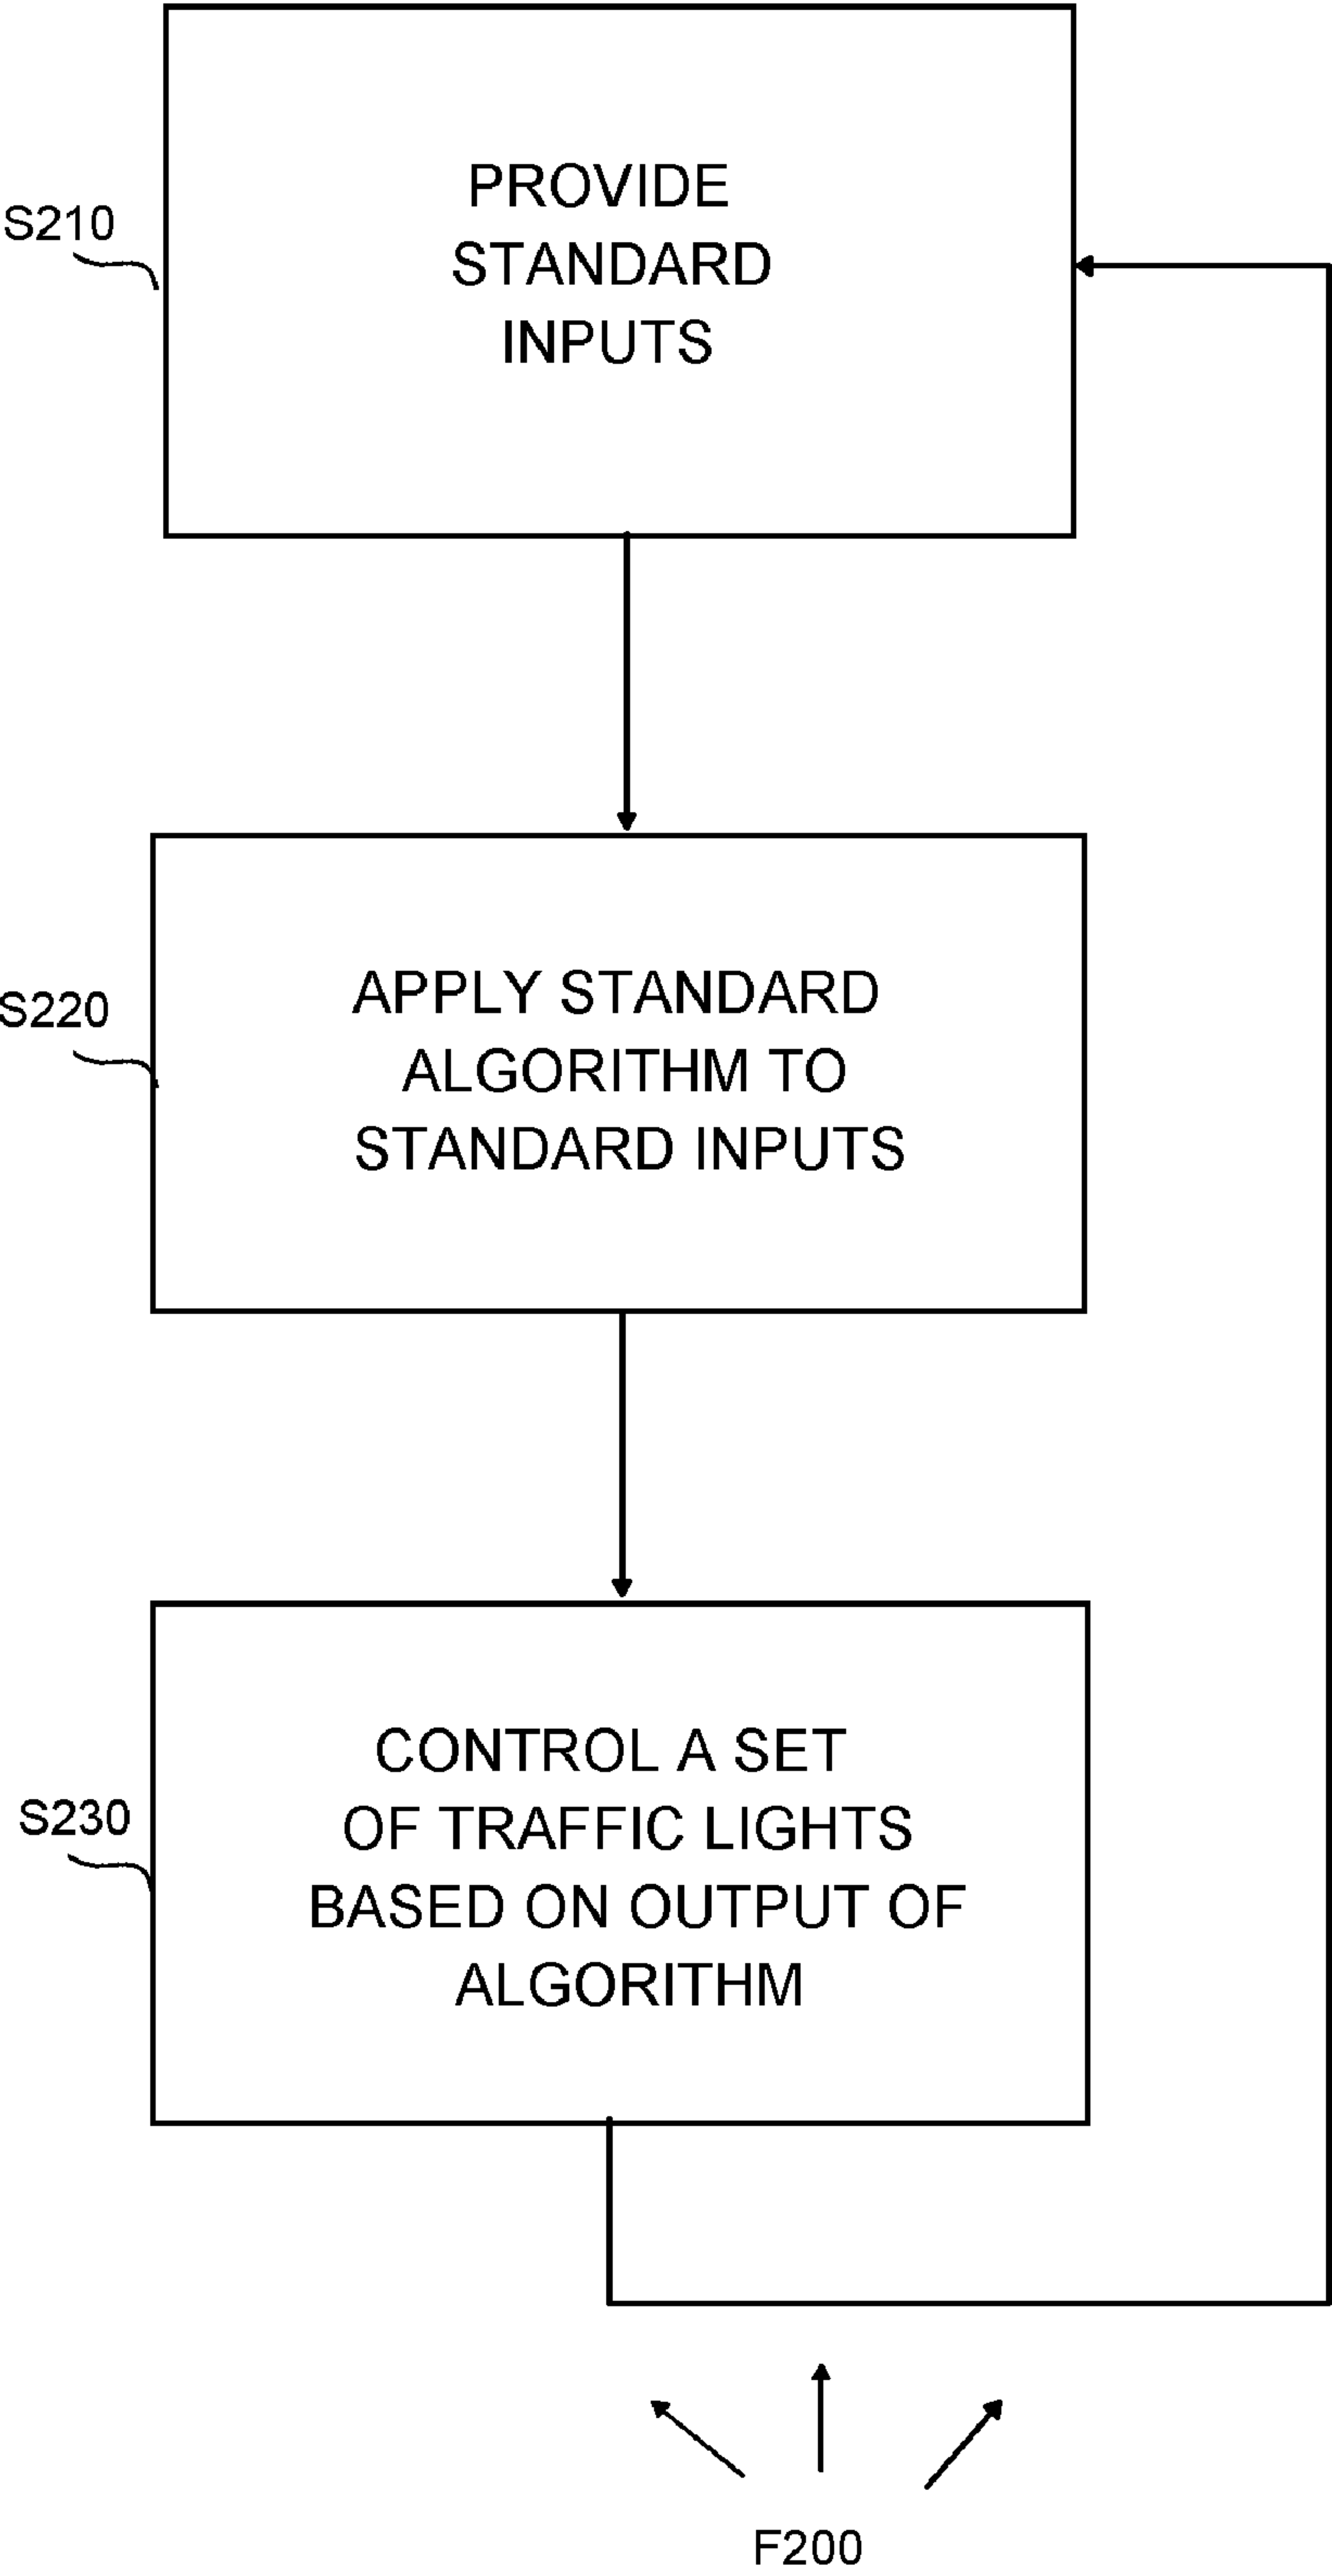 PROVIDE
STANDARD
INPUTS
S210
APPLY STANDARD
ALGORITHM TO
STANDARD INPUTS
S220
CONTROL A SET
OF TRAFFIC LIGHTS
BASED ON OUTPUT OF
ALGORITHM
S230
F200